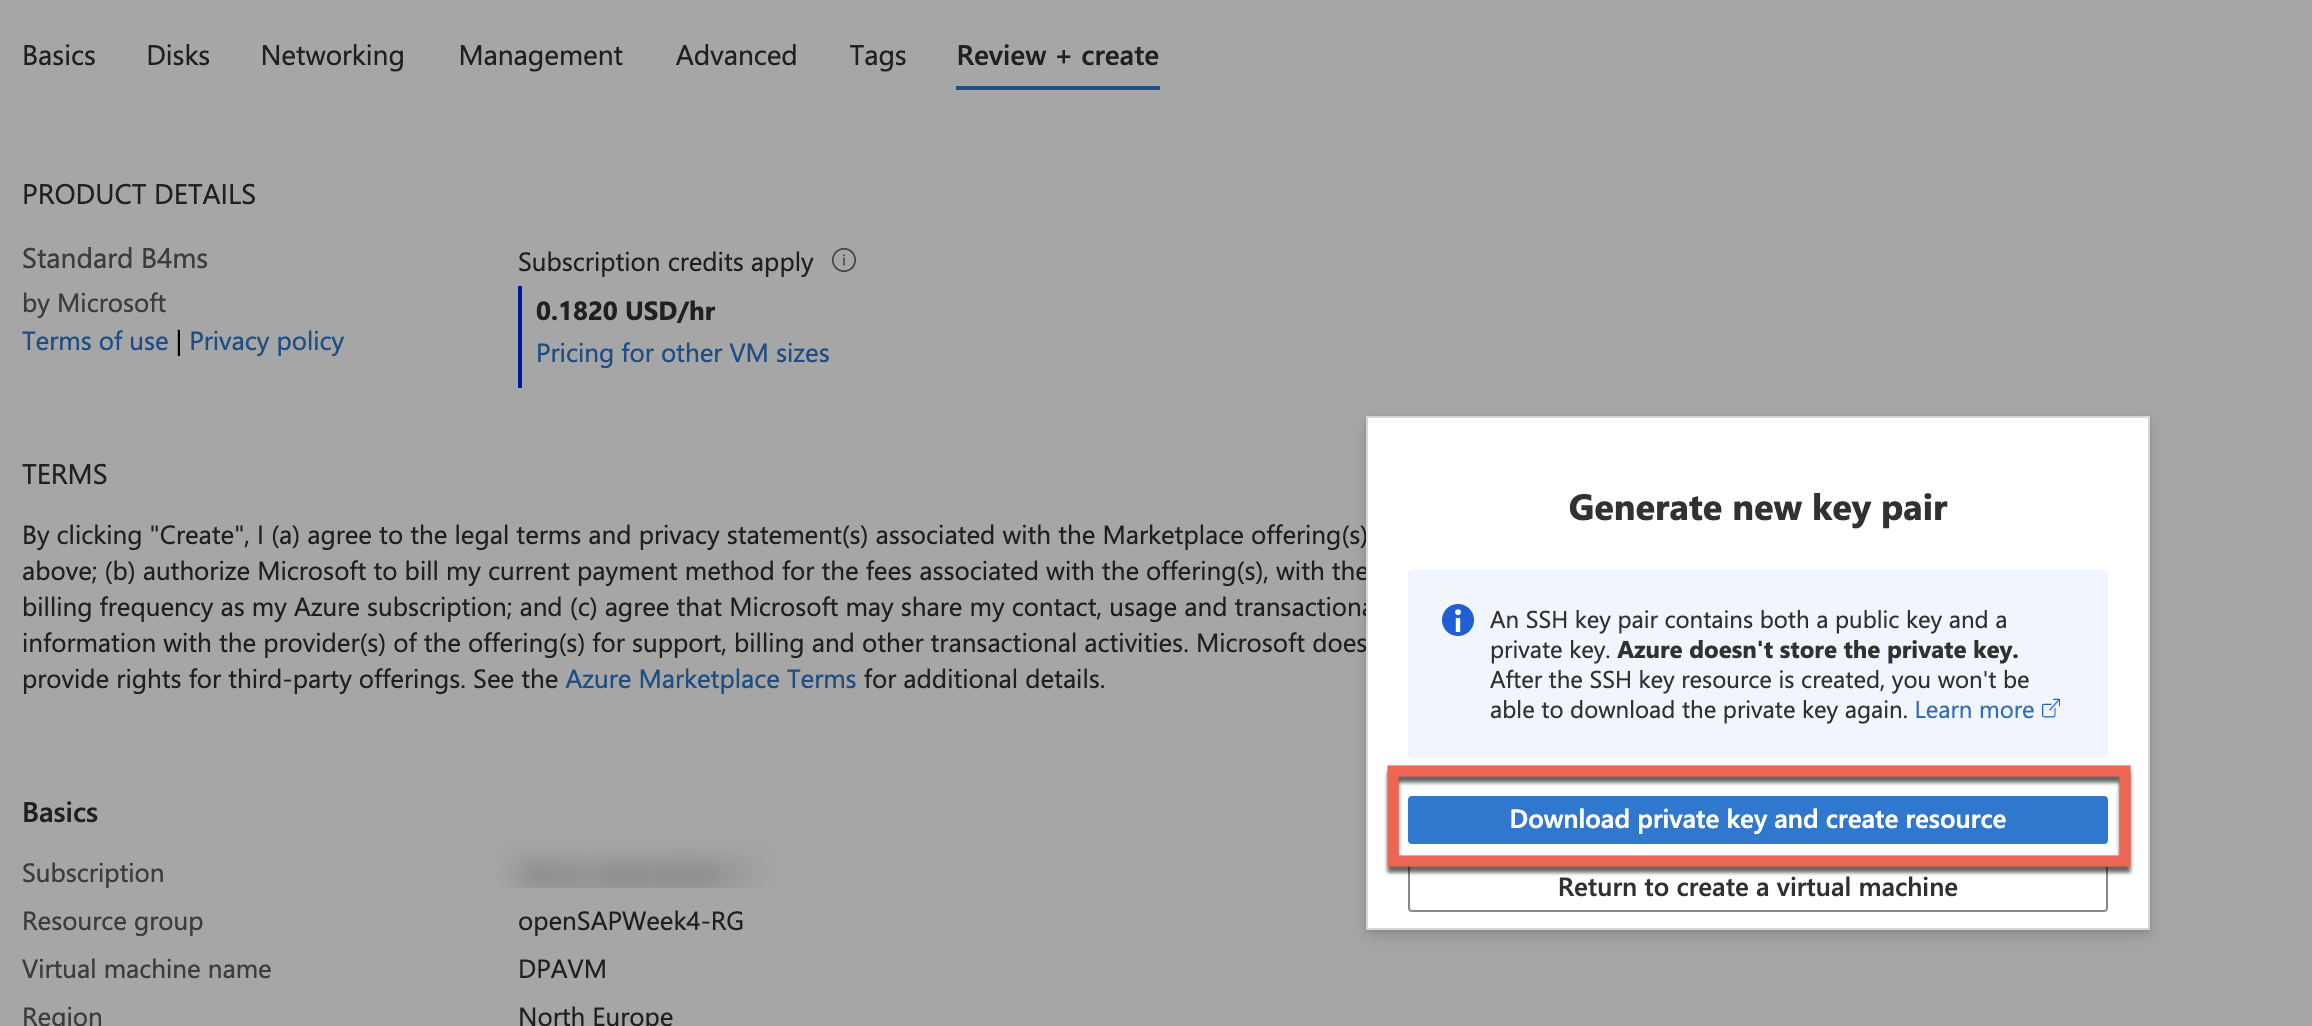 Basics Disks Networking Management Advanced Tags Review + create
PRODUCT DETAILS
Standard B4ms
by Microsoft
Terms of use | Privacy policy
Subscription credits apply
0.1820 USD/hr
Pricing for other VM sizes
TERMS
By clicking "Create", I (a) agree to the legal terms and privacy statement(s) associated with the Marketplace offering(s)
above; (b) authorize Microsoft to bill my current payment method for the fees associated with the offering(s), with the
billing frequency as my Azure subscription; and (c) agree that Microsoft may share my contact, usage and transactiona
information with the provider(s) of the offering(s) for support, billing and other transactional activities. Microsoft does
provide rights for third-party offerings. See the Azure Marketplace Terms for additional details.
Basics
Subscription
Resource group openSAPWeek4-RG
Virtual machine name DPAVM
Region North Europe
Generate new key pair
An SSH key pair contains both a public key and a
private key. Azure doesn't store the private key.
After the SSH key resource is created, you won't be
able to download the private key again. Learn more
Download private key and create resource
Return to create a virtual machine